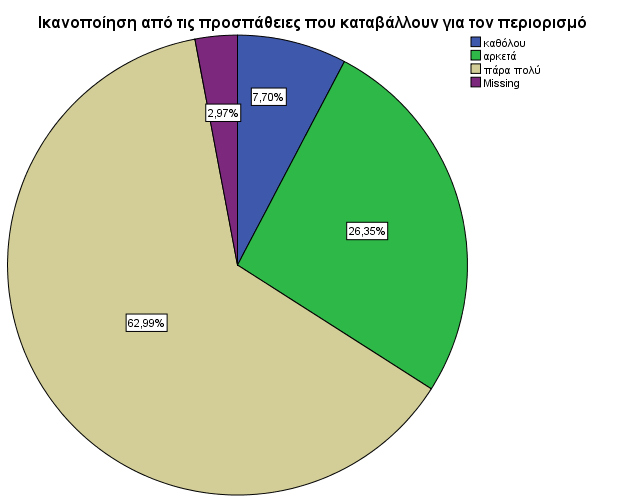 Ικανοποίηση από τις προσπάθειες που καταβάλλουν για τον περιορισμό
καθόλου
αρκετά
πάρα πολύ
Missing
7,70%
2,97%
26,35%
62,99%